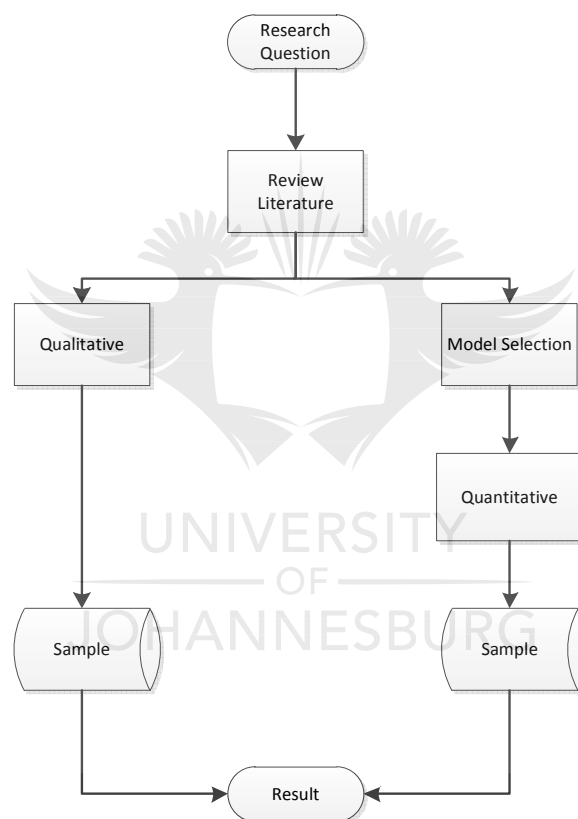 Research
Question
Review
Literature
Qualitative
Model Selection
Quantitative
UNIVERSITY
OF
JOHANNESBURG
Sample
Sample
Result